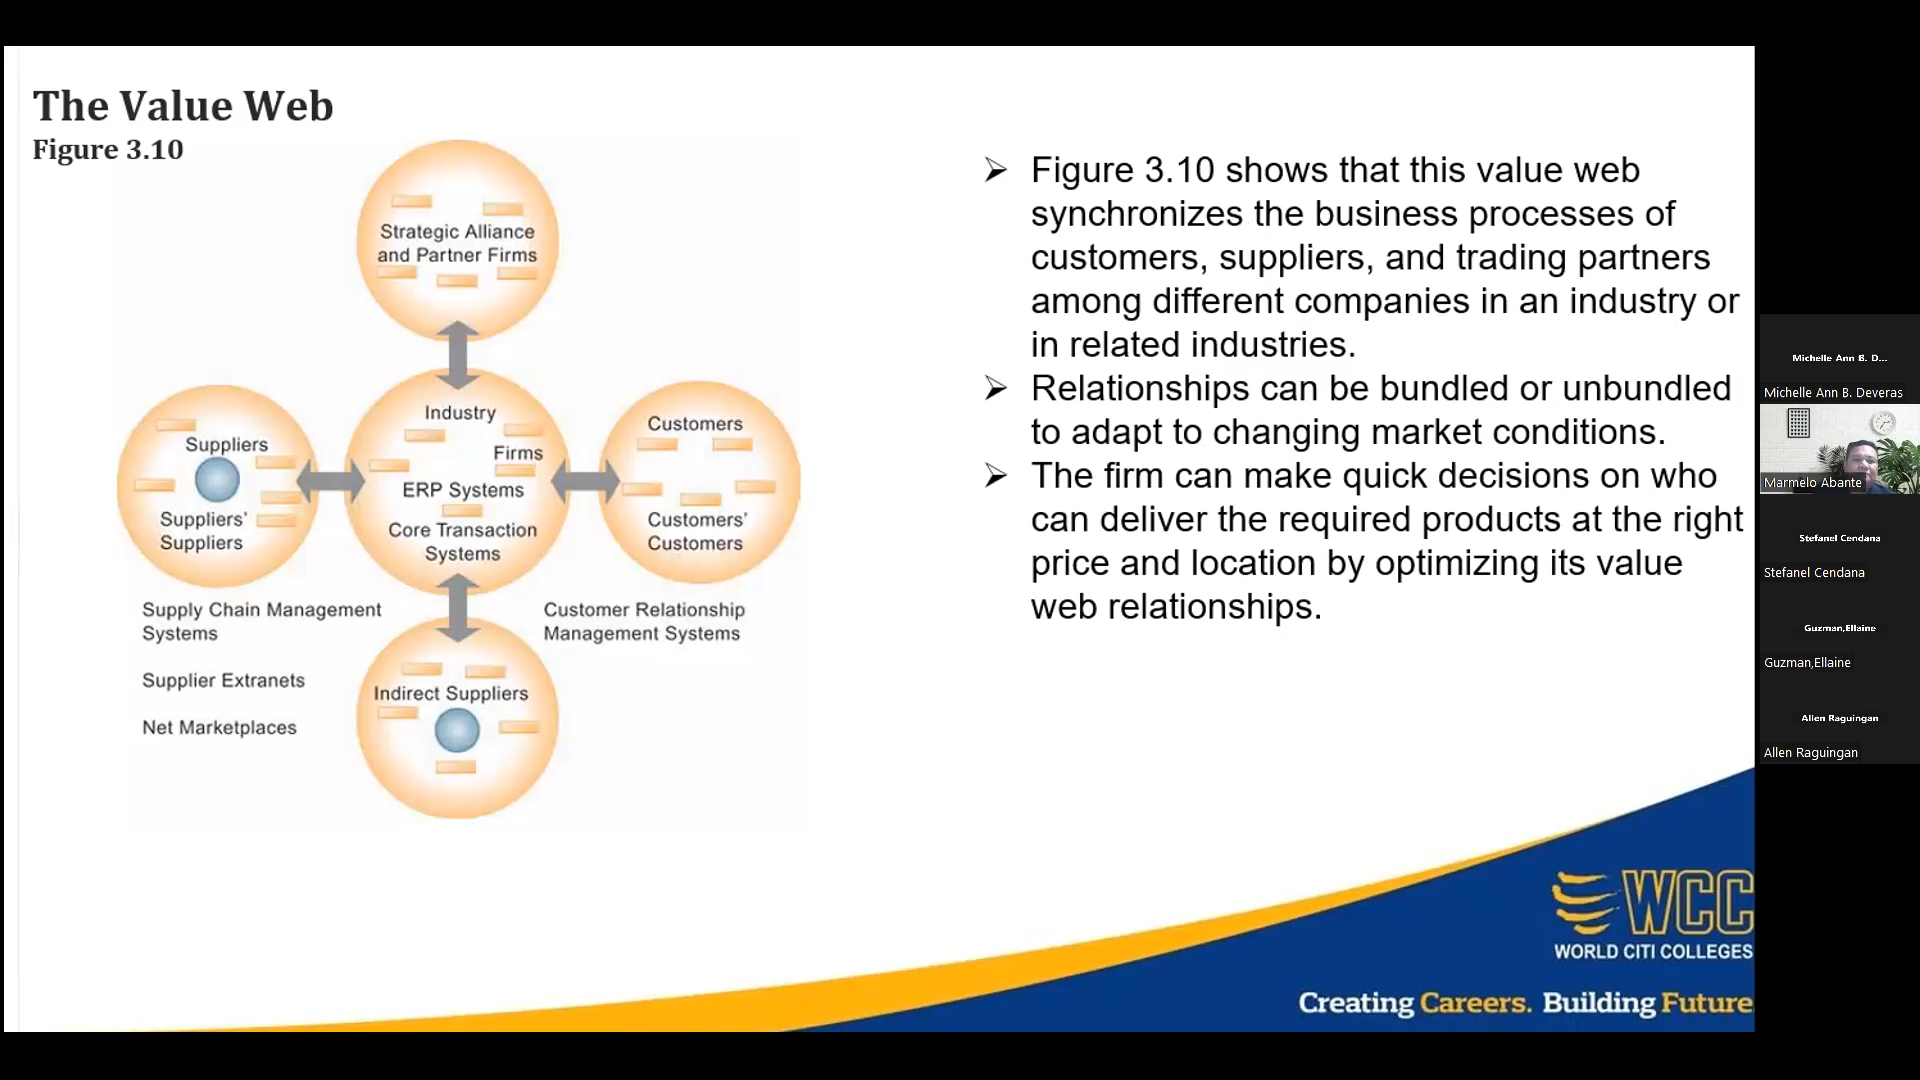 The Value Web
Figure 3.10
Strategic Alliance
and Partner Firms
Suppliers
Suppliers'
Suppliers
Industry
Firms
ERP Systems
Core Transaction
Systems
Customers
Customers'
Customers
Supply Chain Management
Systems
Supplier Extranets
Net Marketplaces
Customer Relationship
Management Systems
Indirect Suppliers
➢ Figure 3.10 shows that this value web
synchronizes the business processes of
customers, suppliers, and trading partners
among different companies in an industry or
in related industries.
➢ Relationships can be bundled or unbundled
to adapt to changing market conditions.
➢ The firm can make quick decisions on who
can deliver the required products at the right
price and location by optimizing its value
web relationships.
WCC
WORLD CITI COLLEGES
Creating Careers. Building Future
Michelle Ann B. D...
Michelle Ann B. Deveras
Marmelo Abante
Stefanel Cendana
Stefanel Cendana
Guzman,Ellaine
Guzman,Ellaine
Allen Raguingan
Allen Raguingan